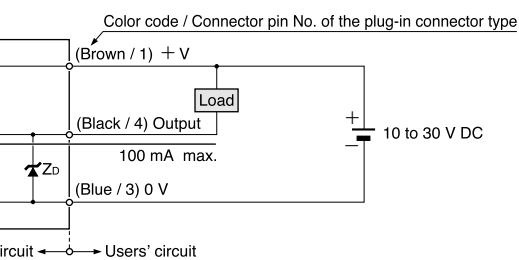 Color code / Connector pin No. of the plug-in connector type
(Brown / 1) + V
Load
(Black / 4) Output
+
10 to 30 V DC
−
100 mA max.
ZD
(Blue / 3) 0 V
ircuit
Users' circuit